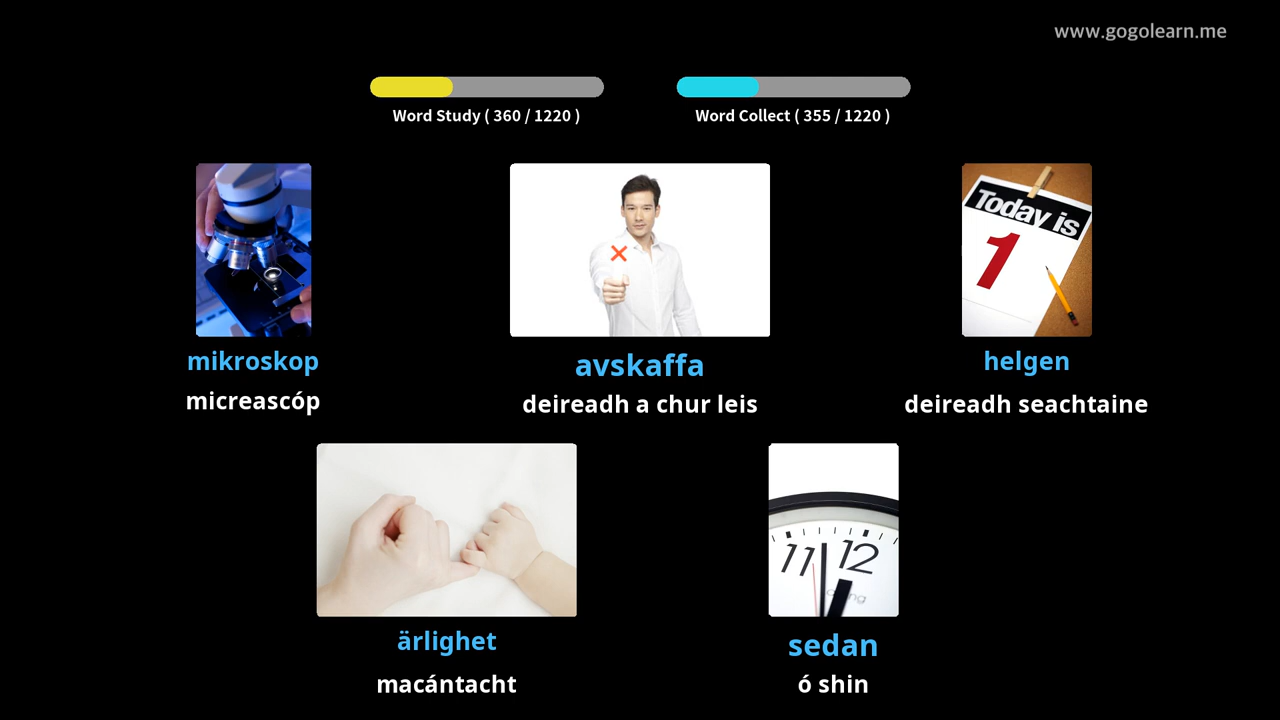 www.gogolearn.me
Word Study ( 360 / 1220 )
Word Collect ( 355 / 1220 )
Today is
1
mikroskop
micreascóp
avskaffa
deireadh a chur leis
helgen
deireadh seachtaine
11 12
ärlighet
macántacht
sedan
ó shin